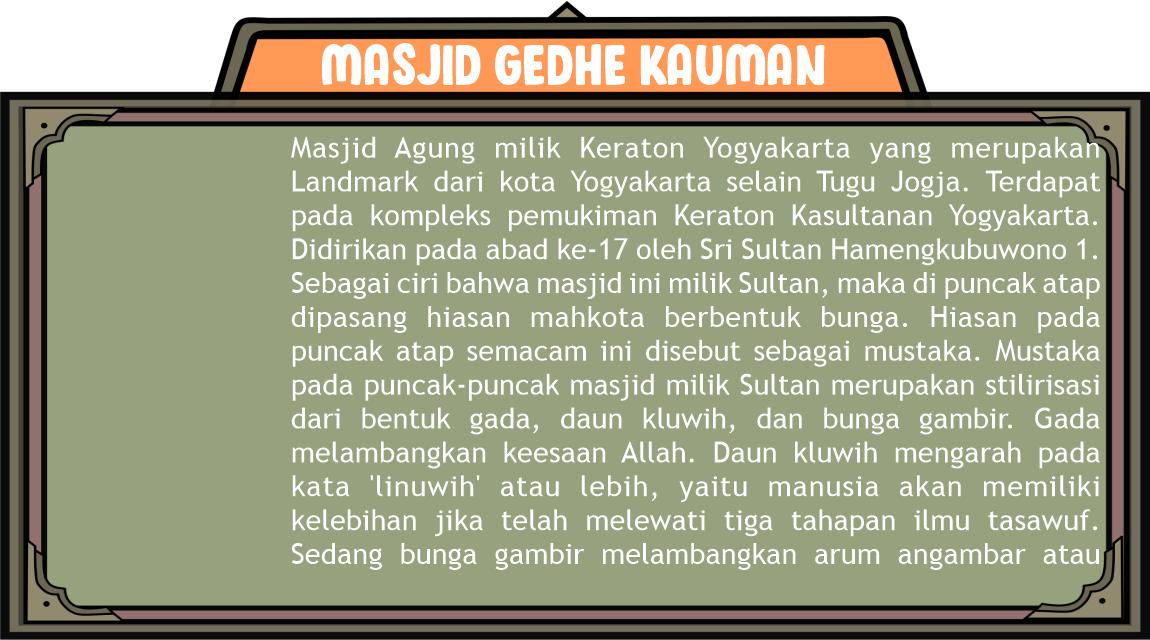 MASJID GEDHE KAUMAN
Masjid Agung milik Keraton Yogyakarta yang merupakan
Landmark dari kota Yogyakarta selain Tugu Jogja. Terdapat
pada kompleks pemukiman Keraton Kasultanan Yogyakarta.
Didirikan pada abad ke-17 oleh Sri Sultan Hamengkubuwono 1.
Sebagai ciri bahwa masjid ini milik Sultan, maka di puncak atap
dipasang hiasan mahkota berbentuk bunga. Hiasan pada
puncak atap semacam ini disebut sebagai mustaka. Mustaka
pada puncak-puncak masjid milik Sultan merupakan stilirisasi
dari bentuk gada, daun kluwih, dan bunga gambir. Gada
melambangkan keesaan Allah. Daun kluwih mengarah pada
kata 'linuwih' atau lebih, yaitu manusia akan memiliki
kelebihan jika telah melewati tiga tahapan ilmu tasawuf.
Sedang bunga gambir melambangkan arum angambar atau